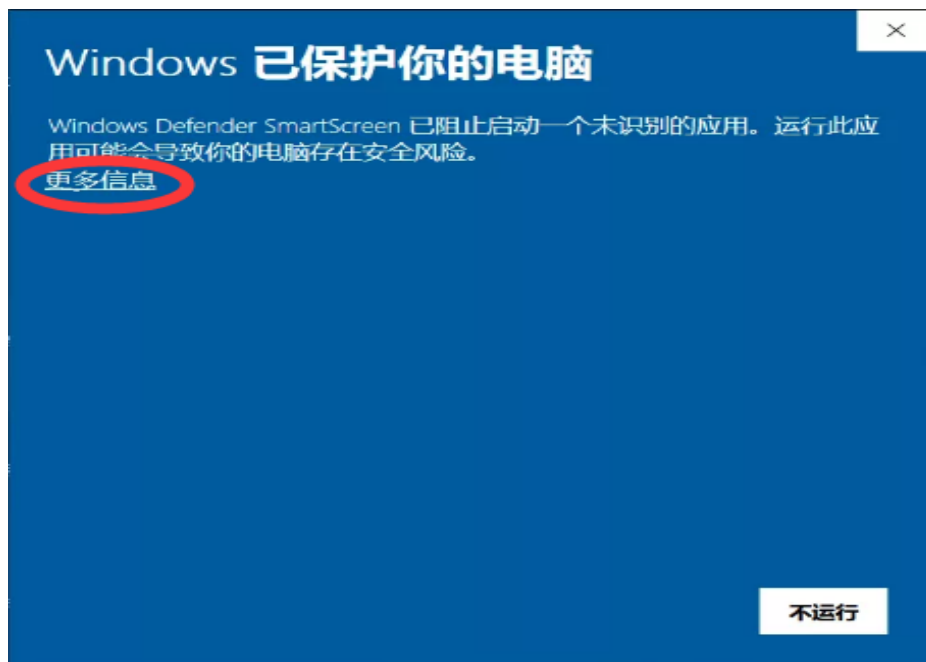 Windows 已保护你的电脑
Windows Defender SmartScreen 已阻止启动一个未识别的应用。运行此应
用可能会导致你的电脑存在安全风险。
更多信息
不运行